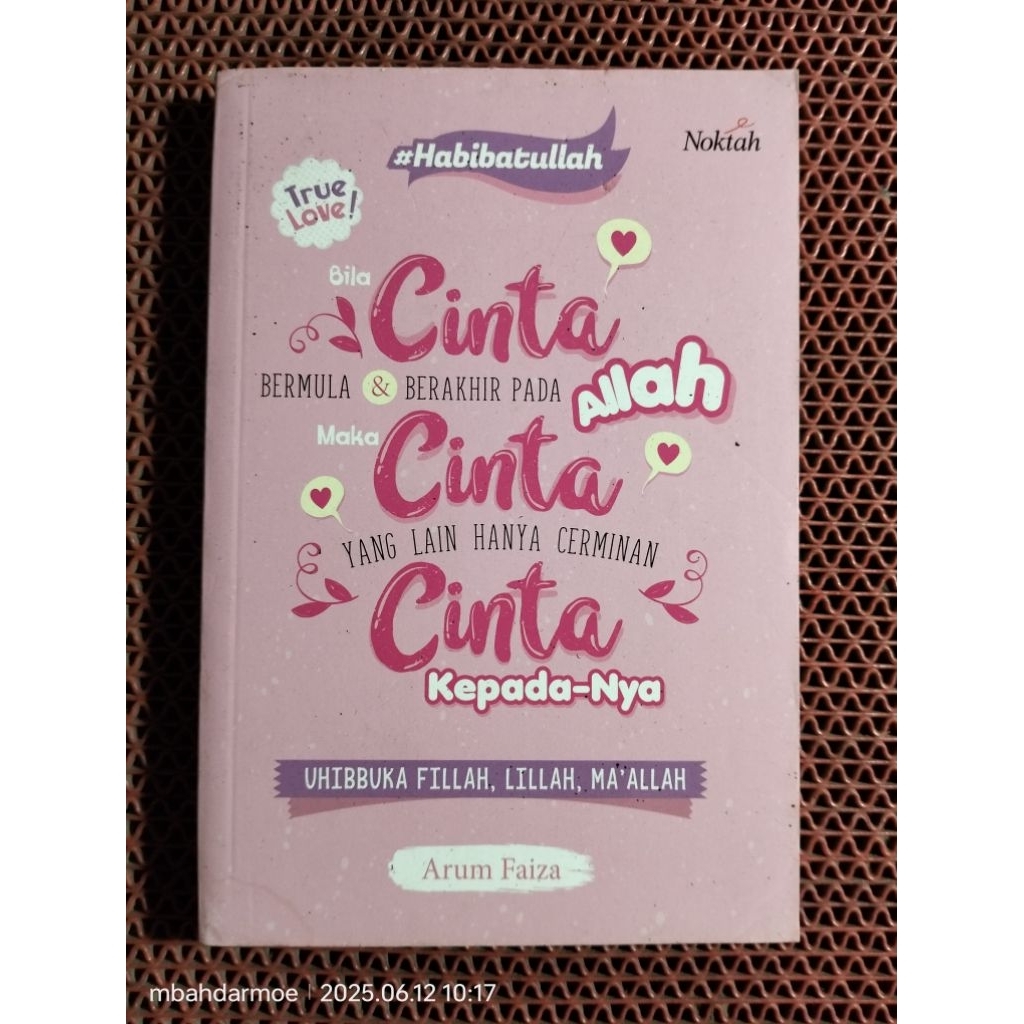 #Habibatullah
Noktah
True
Love!
Bila
Cinta
BERMULA & BERAKHIR PADA Allah
Maka
Cinta
YANG LAIN HANYA CERMINAN
Cinta
Kepada-Nya
UHIBBUKA FILLAH, LILLAH, MA'ALLAH
Arum Faiza
mbahdarmoe | 2025.06.12 10:17